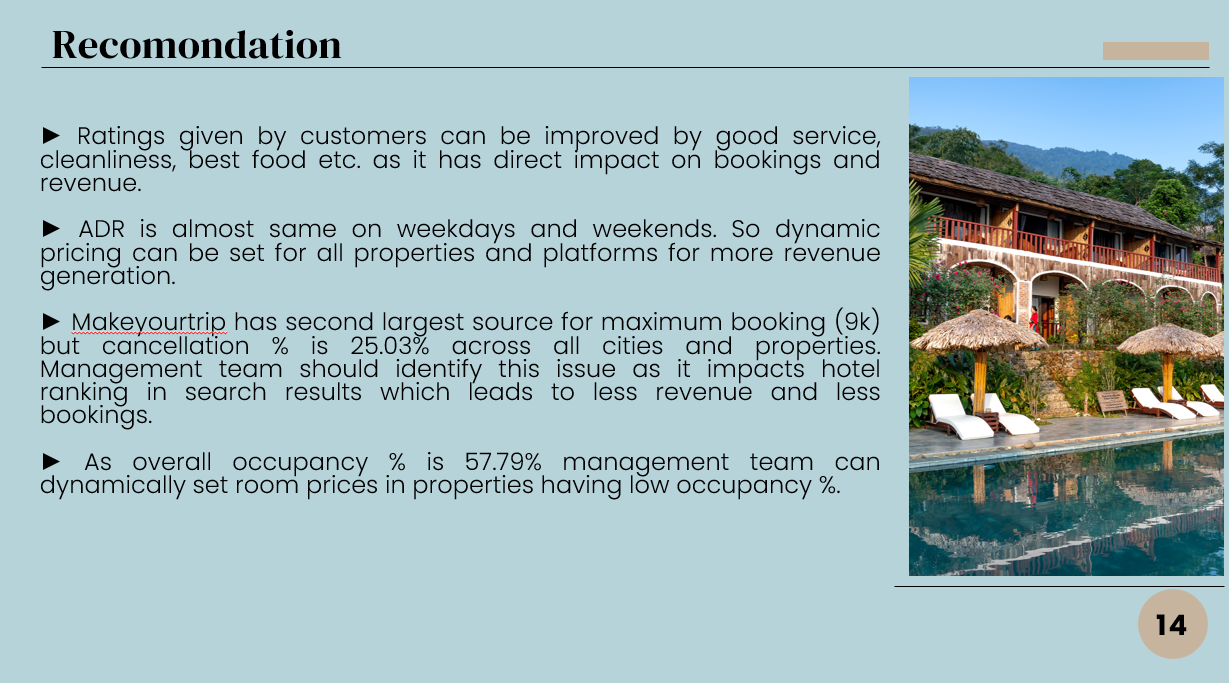 Recomondation
► Ratings given by customers can be improved by good service,
cleanliness, best food etc. as it has direct impact on bookings and
revenue.
► ADR is almost same on weekdays and weekends. So dynamic
pricing can be set for all properties and platforms for more revenue
generation.
► Makeyourtrip has second largest source for maximum booking (9k)
but cancellation % is 25.03% across all cities and properties.
Management team should identify this issue as it impacts hotel
ranking in search results which leads to less revenue and less
bookings.
► As overall occupancy % is 57.79% management team can
dynamically set room prices in properties having low occupancy %.
14